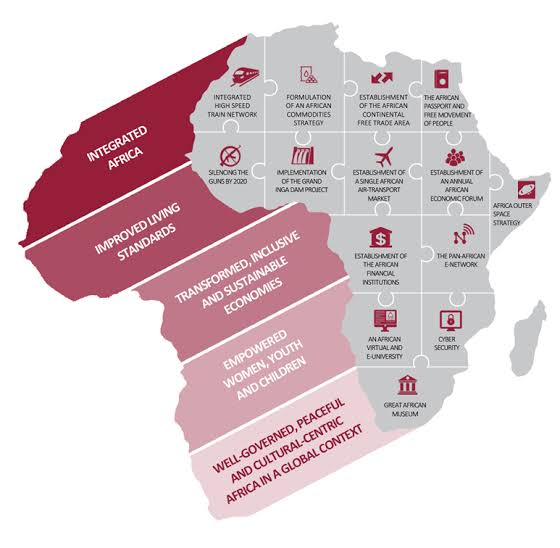 INTEGRATED
HIGH SPEED
TRAIN NETWORK
FORMULATION
OF AN AFRICAN
COMMODITIES
STRATEGY
ESTABLISHMENT
OF THE AFRICAN
CONTINENTAL
FREE TRADE AREA
THE AFRICAN
PASSPORT AND
FREE MOVEMENT
OF PEOPLE
SILENCING THE
GUNS BY 2020
IMPLEMENTATION
OF THE GRAND
INGA DAM PROJECT
ESTABLISHMENT
OF A SINGLE AFRICAN
AIR-TRANSPORT
MARKET
ESTABLISHMENT
OF AN ANNUAL
AFRICAN
ECONOMIC FORUM
AFRICA OUTER
SPACE
STRATEGY
$
ESTABLISHMENT
OF THE AFRICAN
FINANCIAL
INSTITUTIONS
THE PAN-AFRICAN
E-NETWORK
AN AFRICAN
VIRTUAL AND
E-UNIVERSITY
CYBER
SECURITY
GREAT AFRICAN
MUSEUM
INTEGRATED
AFRICA
IMPROVED LIVING
STANDARDS
TRANSFORMED, INCLUSIVE
AND SUSTAINABLE
ECONOMIES
EMPOWERED
WOMEN, YOUTH
AND CHILDREN
WELL-GOVERNED, PEACEFUL
AND CULTURAL-CENTRIC
AFRICA IN A GLOBAL CONTEXT